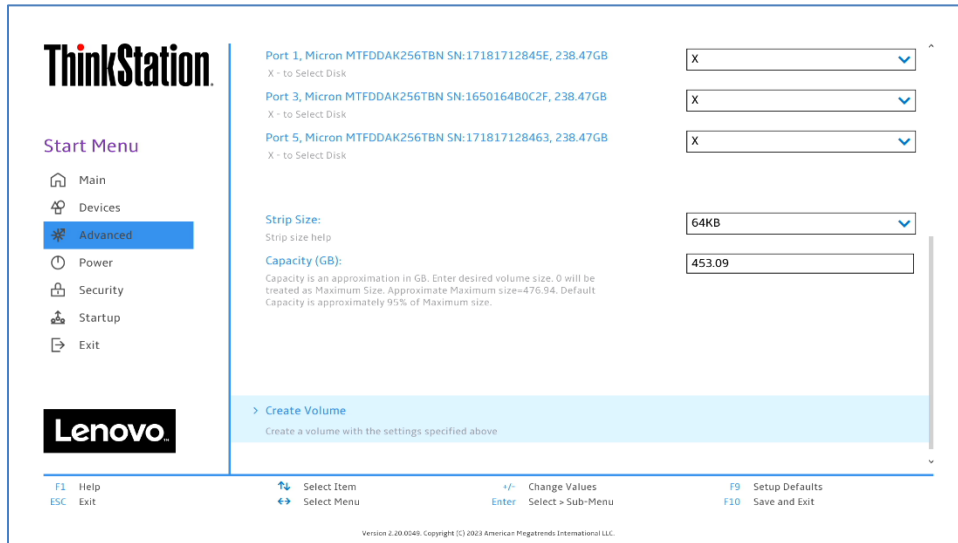 ThinkStation
Start Menu
Main
Devices
Advanced
Power
Security
Startup
Exit
Lenovo.
Port 1, Micron MTFDDAK256TBN SN:17181712845E, 238.47GB
X
X - to Select Disk
Port 3, Micron MTFDDAK256TBN SN:1650164B0C2F, 238.47GB
X
X - to Select Disk
Port 5, Micron MTFDDAK256TBN SN:171817128463, 238.47GB
X
X - to Select Disk
Strip Size:
64KB
Strip size help
Capacity (GB):
453.09
Capacity is an approximation in GB. Enter desired volume size. 0 will be
treated as Maximum Size. Approximate Maximum size=476.94. Default
Capacity is approximately 95% of Maximum size.
> Create Volume
Create a volume with the settings specified above
F1 Help
ESC Exit
↑↓ Select Item
←→ Select Menu
+/- Change Values
Enter Select > Sub-Menu
F9 Setup Defaults
F10 Save and Exit
Version 2.20.0049. Copyright (C) 2023 American Megatrends International LLC.